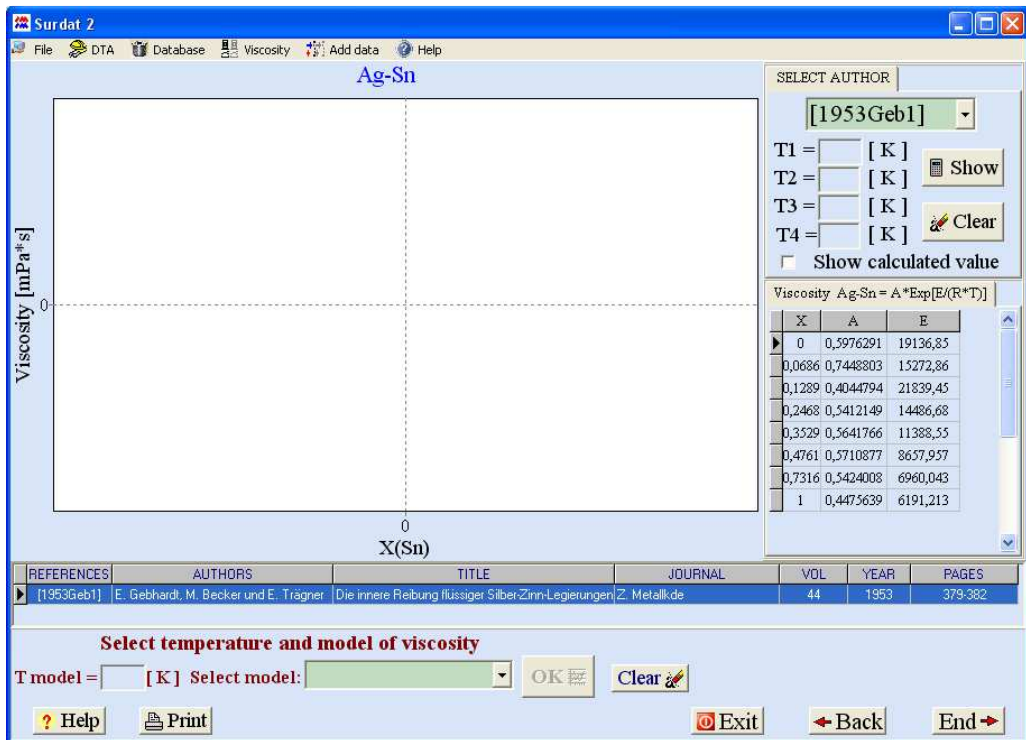 Surdat 2
File DTA Database Viscosity Add data Help
Ag-Sn
Viscosity [mPa*s]
0
0
X(Sn)
SELECT AUTHOR
[1953Geb1]
T1 = [ K ]
T2 = [ K ]
T3 = [ K ]
T4 = [ K ]
Show
Clear
Show calculated value
Viscosity Ag-Sn = A*Exp[E/(R*T)]
X A E
0 0,5976291 19136,85
0,0686 0,7448803 15272,86
0,1289 0,4044794 21839,45
0,2468 0,5412149 14486,68
0,3529 0,5641766 11388,55
0,4761 0,5710877 8657,957
0,7316 0,5424008 6960,043
1 0,4475639 6191,213
REFERENCES AUTHORS TITLE JOURNAL VOL YEAR PAGES
[1953Geb1] E. Gebhardt, M. Becker und E. Trägner Die innere Reibung flüssiger Silber-Zinn-Legierungen Z. Metallkde 44 1953 379-382
Select temperature and model of viscosity
T model = [ K ] Select model: OK Clear
Help Print Exit Back End